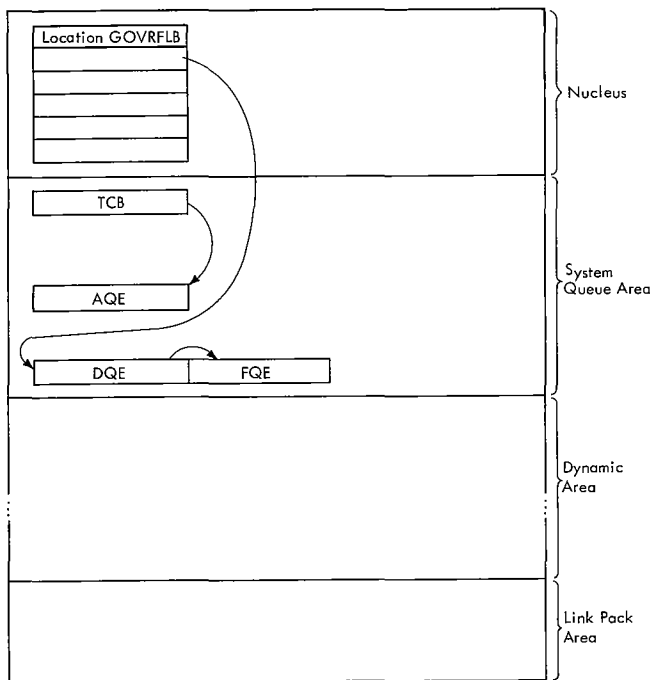 Location GOVRFLB
Nucleus
TCB
System
Queue Area
AQE
DQE
FQE
Dynamic
Area
Link Pack
Area